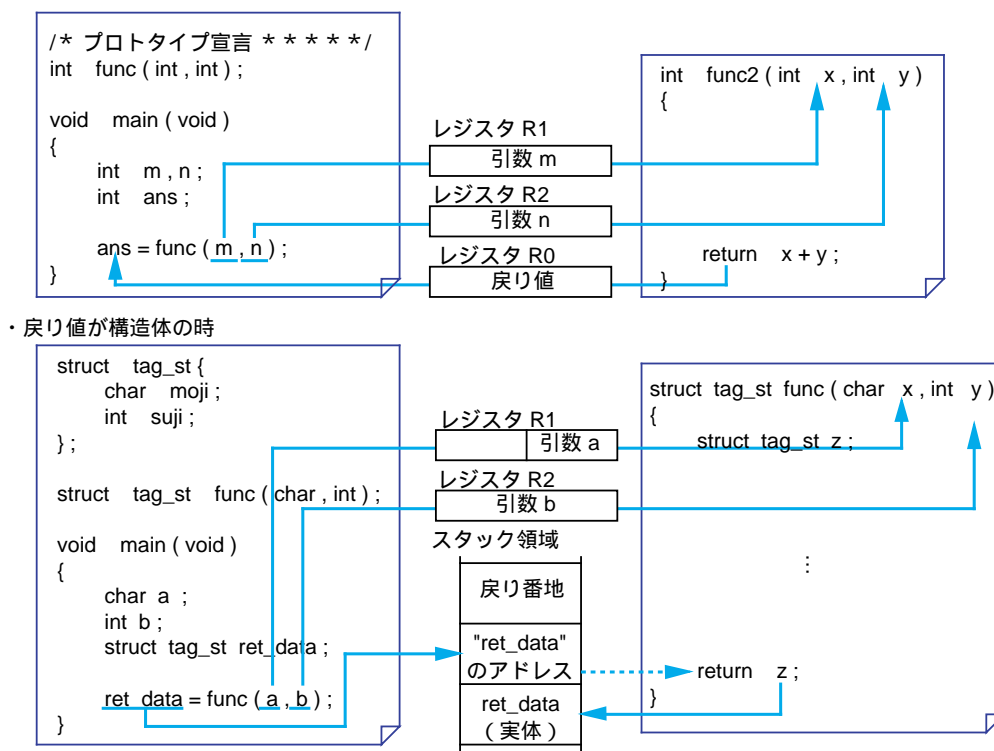 /* プロトタイプ宣言 * * * * */
int func ( int , int ) ;
void main ( void )
{
int m , n ;
int ans ;
ans = func ( m , n ) ;
}
レジスタ R1
引数 m
レジスタ R2
引数 n
レジスタ R0
戻り値
int func2 ( int x , int y )
{
return x + y ;
}
・戻り値が構造体の時
struct tag_st {
char moji ;
int suji ;
} ;
struct tag_st func ( char , int ) ;
void main ( void )
{
char a ;
int b ;
struct tag_st ret_data ;
ret_data = func ( a , b ) ;
}
レジスタ R1
引数 a
レジスタ R2
引数 b
スタック領域
戻り番地
"ret_data"
のアドレス
ret_data
（実体）
struct tag_st func ( char x , int y )
{
struct tag_st z ;
⋮
return z ;
}